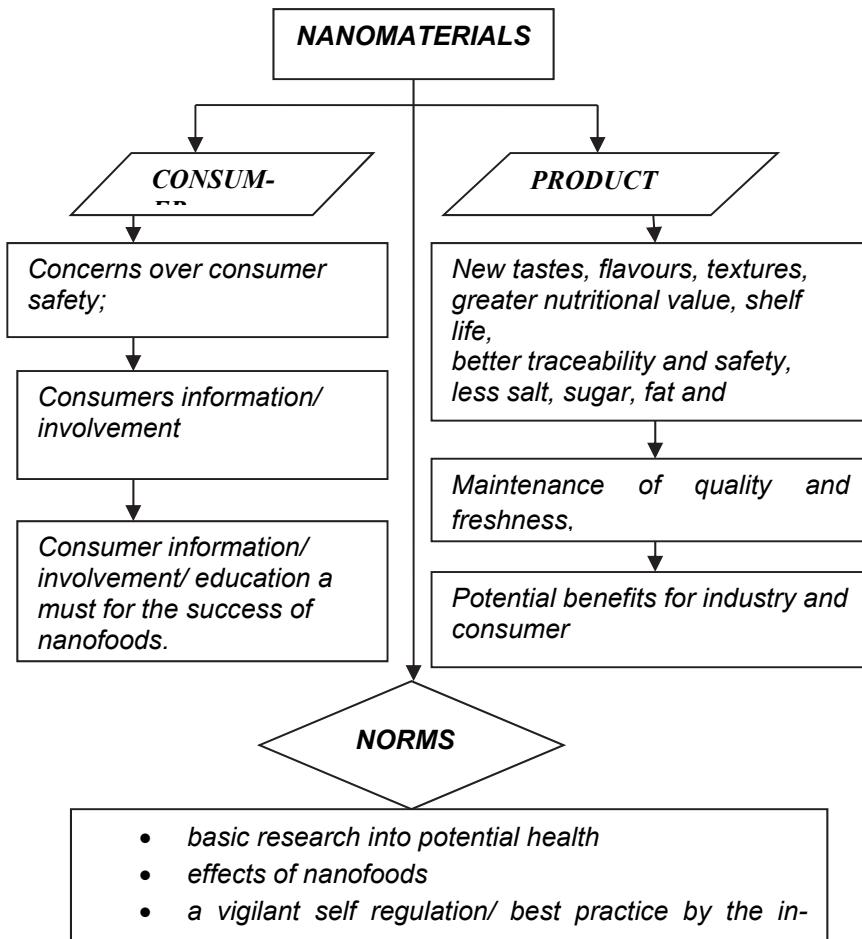 NANOMATERIALS
CONSUM-
PRODUCT
Concerns over consumer
safety;
Consumers information/
involvement
Consumer information/
involvement/ education a
must for the success of
nanofoods.
New tastes, flavours, textures,
greater nutritional value, shelf
life,
better traceability and safety,
less salt, sugar, fat and
Maintenance of quality and
freshness,
Potential benefits for industry and
consumer
NORMS
• basic research into potential health
• effects of nanofoods
• a vigilant self regulation/ best practice by the in-